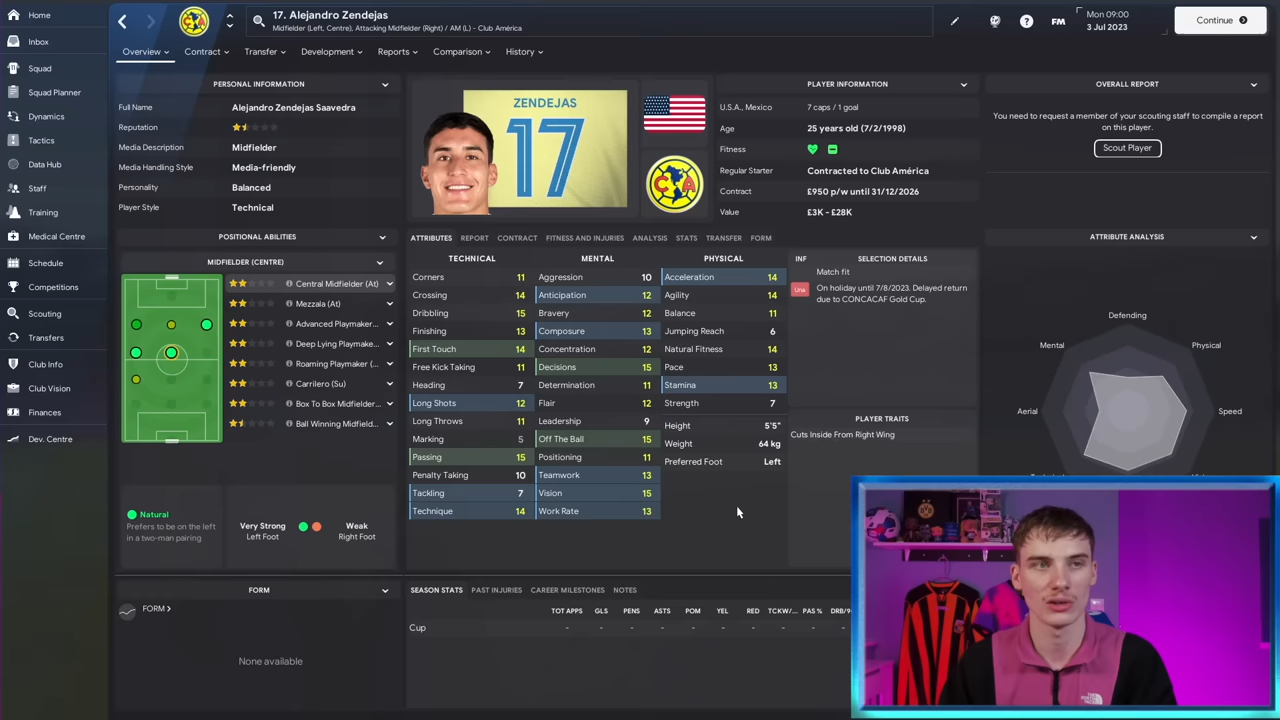 Home
Inbox
Squad
Squad Planner
Dynamics
Tactics
Data Hub
Staff
Training
Medical Centre
Schedule
Competitions
Scouting
Transfers
Club Info
Club Vision
Finances
Dev. Centre
17. Alejandro Zendejas
Midfielder (Left, Centre), Attacking Midfielder (Right) / AM (L) - Club América
FM
Mon 09:00
3 Jul 2023
Continue
Overview
Contract
Transfer
Development
Reports
Comparison
History
PERSONAL INFORMATION
Full Name Alejandro Zendejas Saavedra
Reputation
Media Description Midfielder
Media Handling Style Media-friendly
Personality Balanced
Player Style Technical
ZENDEJAS
17
CA
PLAYER INFORMATION
U.S.A., Mexico 7 caps / 1 goal
Age 25 years old (7/2/1998)
Fitness
Regular Starter Contracted to Club América
Contract £950 p/w until 31/12/2026
Value £3K - £28K
OVERALL REPORT
You need to request a member of your scouting staff to compile a report
on this player.
Scout Player
POSITIONAL ABILITIES
MIDFIELDER (CENTRE)
Central Midfielder (At)
Mezzala (At)
Advanced Playmaker...
Deep Lying Playmake...
Roaming Playmaker (...
Carrilero (Su)
Box To Box Midfielder...
Ball Winning Midfield...
Natural
Prefers to be on the left
in a two-man pairing
Very Strong
Left Foot
Weak
Right Foot
ATTRIBUTES REPORT CONTRACT FITNESS AND INJURIES ANALYSIS STATS TRANSFER FORM
TECHNICAL MENTAL PHYSICAL
Corners 11 Aggression 10 Acceleration 14
Crossing 14 Anticipation 12 Agility 14
Dribbling 15 Bravery 12 Balance 11
Finishing 13 Composure 13 Jumping Reach 6
First Touch 14 Concentration 12 Natural Fitness 14
Free Kick Taking 11 Decisions 15 Pace 13
Heading 7 Determination 11 Stamina 13
Long Shots 12 Flair 12 Strength 7
Long Throws 11 Leadership 9 Height 5'5"
Marking 5 Off The Ball 15 Weight 64 kg
Passing 15 Positioning 11 Preferred Foot Left
Penalty Taking 10 Teamwork 13
Tackling 7 Vision 15
Technique 14 Work Rate 13
INF SELECTION DETAILS
Match fit
Una On holiday until 7/8/2023. Delayed return
due to CONCACAF Gold Cup.
PLAYER TRAITS
Cuts Inside From Right Wing
ATTRIBUTE ANALYSIS
Defending
Mental Physical
Aerial Speed
FORM
FORM >
None available
SEASON STATS PAST INJURIES CAREER MILESTONES NOTES
TOT APPS GLS PENS ASTS POM YEL RED TCKW/... PAS % DRB/9
Cup - - - - - - - - - -